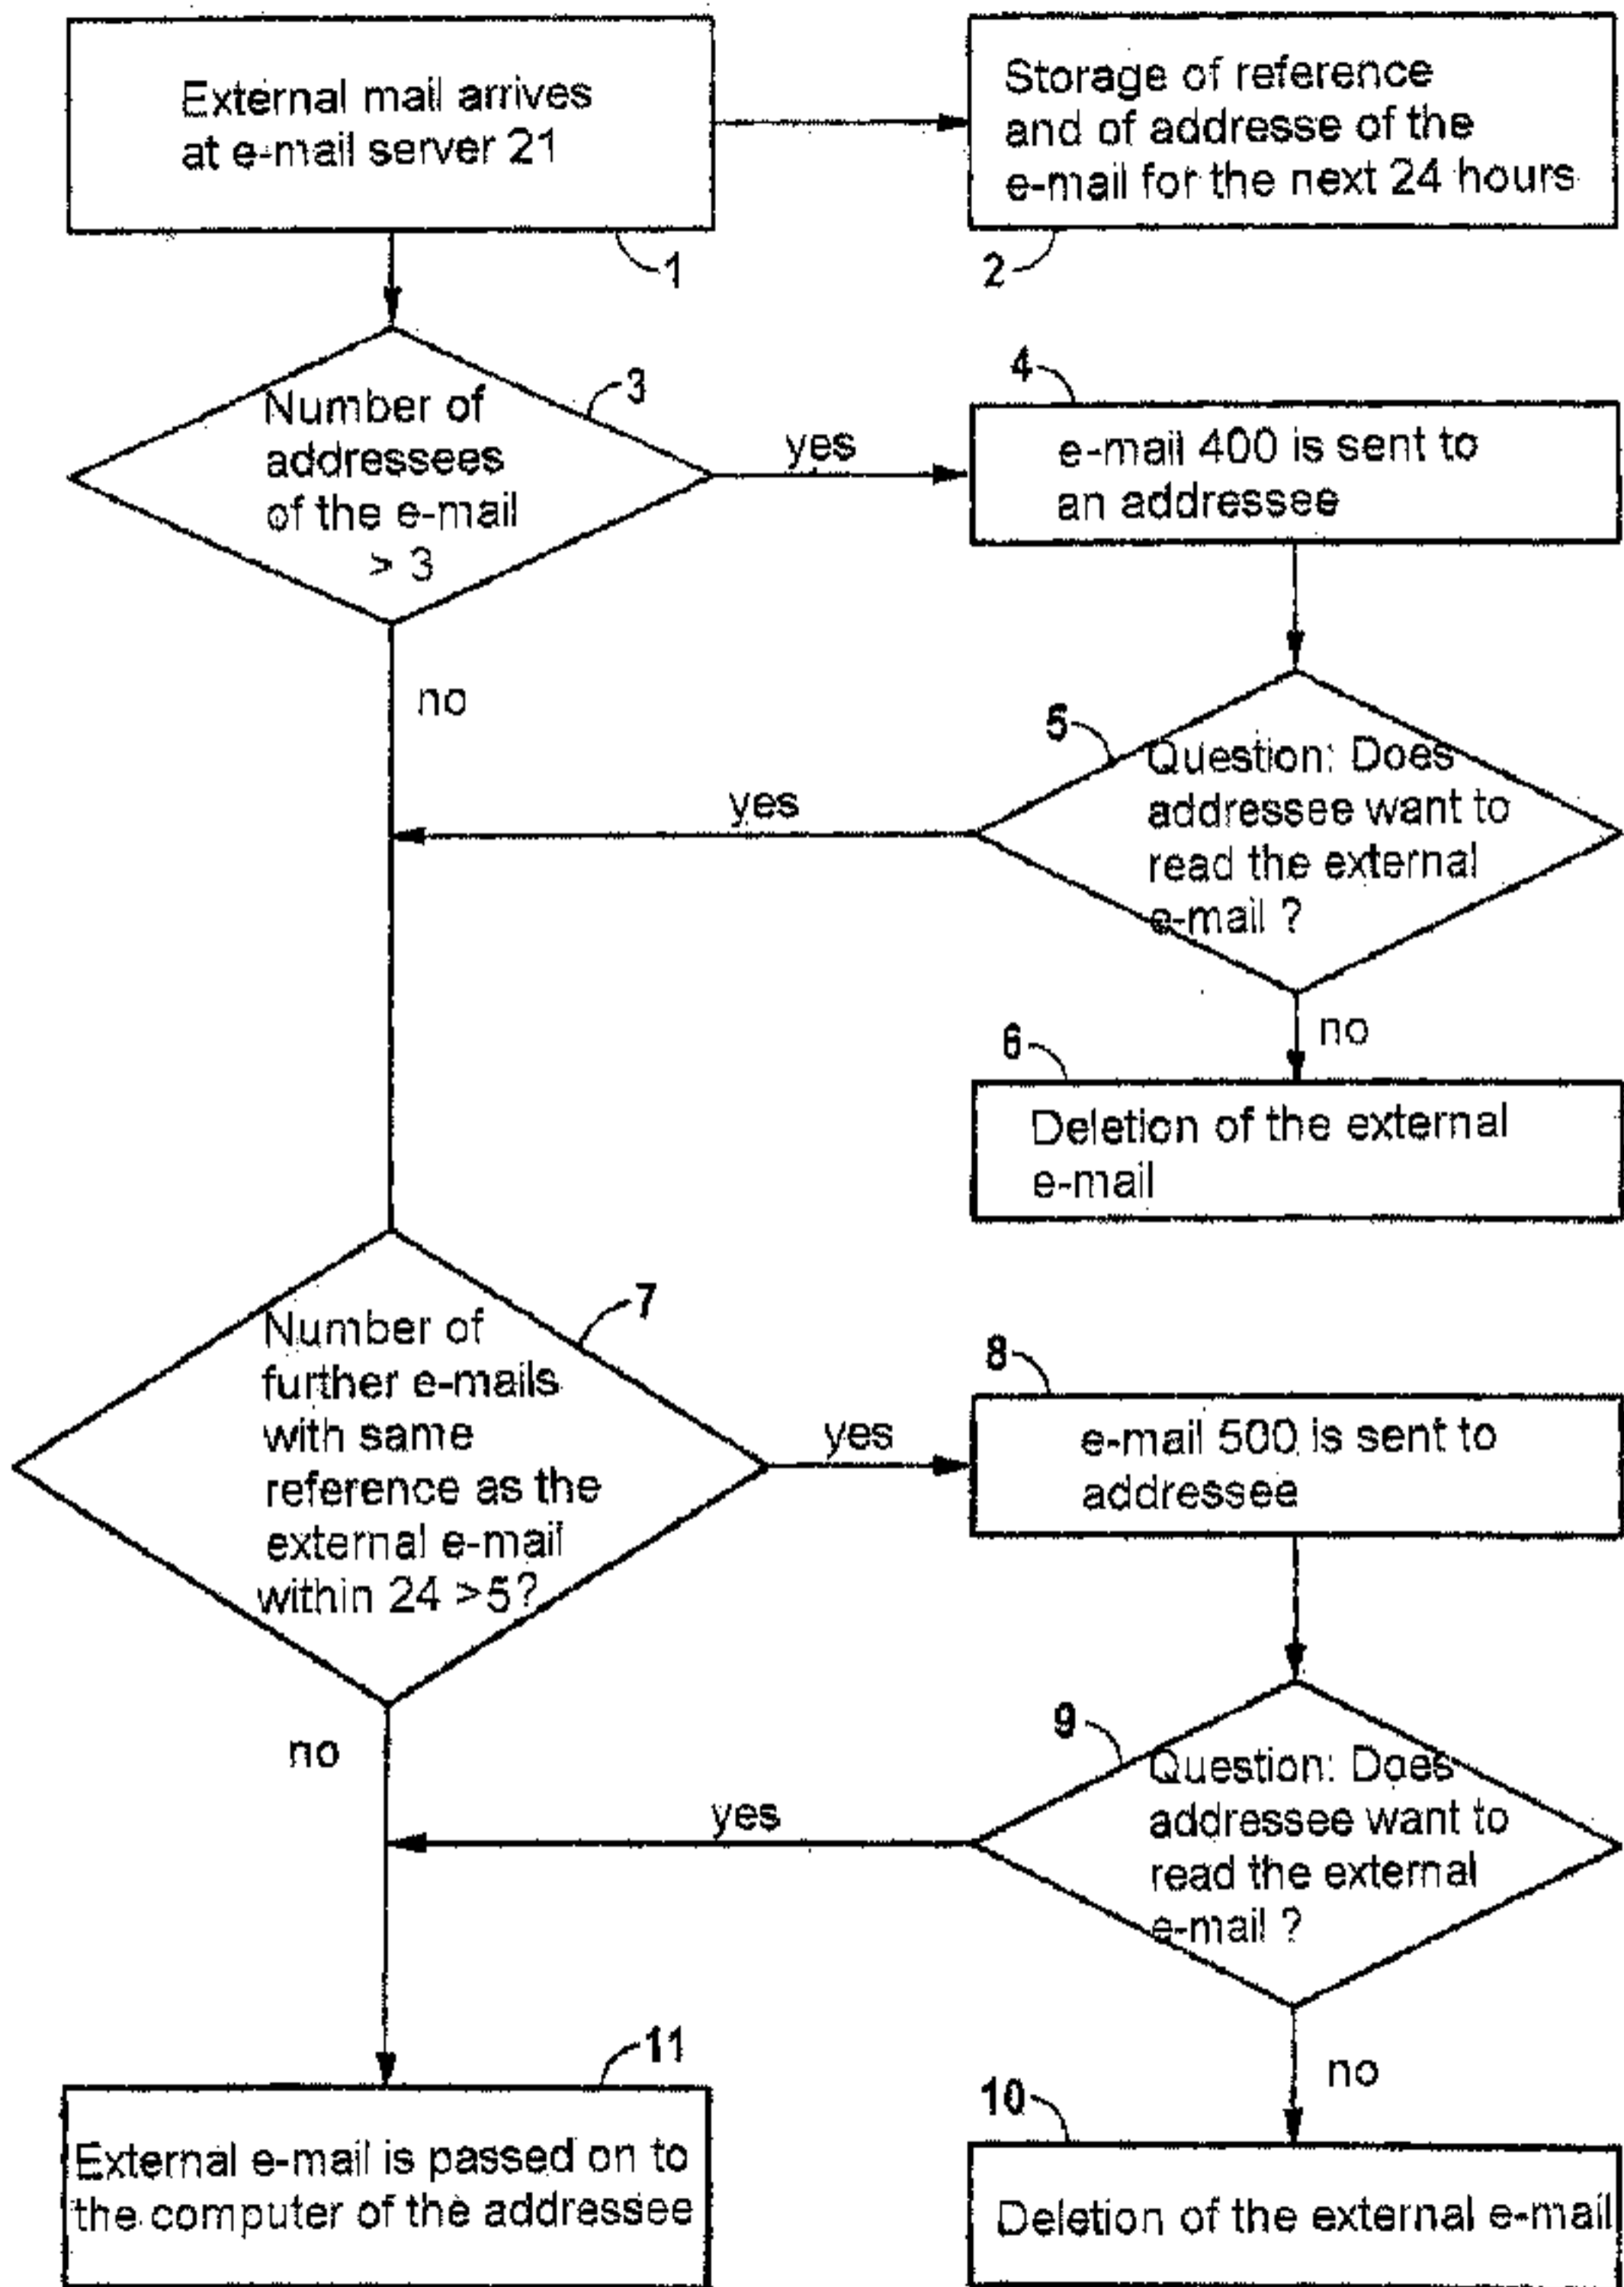 External mail arrives
at e-mail server 21
1
Storage of reference
and of addresse of the
e-mail for the next 24 hours
2
Number of
addressees
of the e-mail
> 3
3
yes
no
4
e-mail 400 is sent to
an addressee
5
Question: Does
addressee want to
read the external
e-mail ?
yes
no
6
Deletion of the external
e-mail
7
Number of
further e-mails
with same
reference as the
external e-mail
within 24 >5?
yes
no
8
e-mail 500 is sent to
addressee
9
Question: Does
addressee want to
read the external
e-mail ?
yes
no
10
Deletion of the external e-mail
11
External e-mail is passed on to
the computer of the addressee